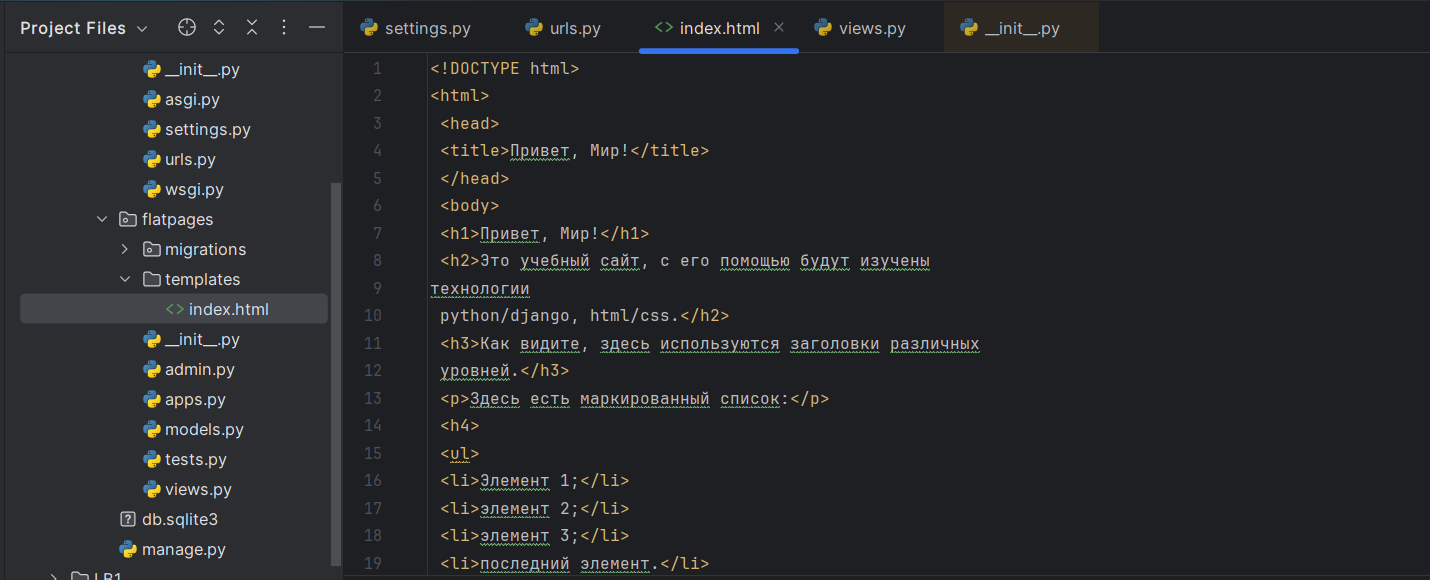 Project Files
settings.py
urls.py
index.html
views.py
__init__.py
__init__.py
asgi.py
settings.py
urls.py
wsgi.py
flatpages
migrations
templates
index.html
__init__.py
admin.py
apps.py
models.py
tests.py
views.py
db.sqlite3
manage.py
LB1
1 <!DOCTYPE html>
2 <html>
3 <head>
4 <title>Привет, Мир!</title>
5 </head>
6 <body>
7 <h1>Привет, Мир!</h1>
8 <h2>Это учебный сайт, с его помощью будут изучены
9 технологии
10 python/django, html/css.</h2>
11 <h3>Как видите, здесь используются заголовки различных
12 уровней.</h3>
13 <p>Здесь есть маркированный список:</p>
14 <h4>
15 <ul>
16 <li>Элемент 1;</li>
17 <li>элемент 2;</li>
18 <li>элемент 3;</li>
19 <li>последний элемент.</li>